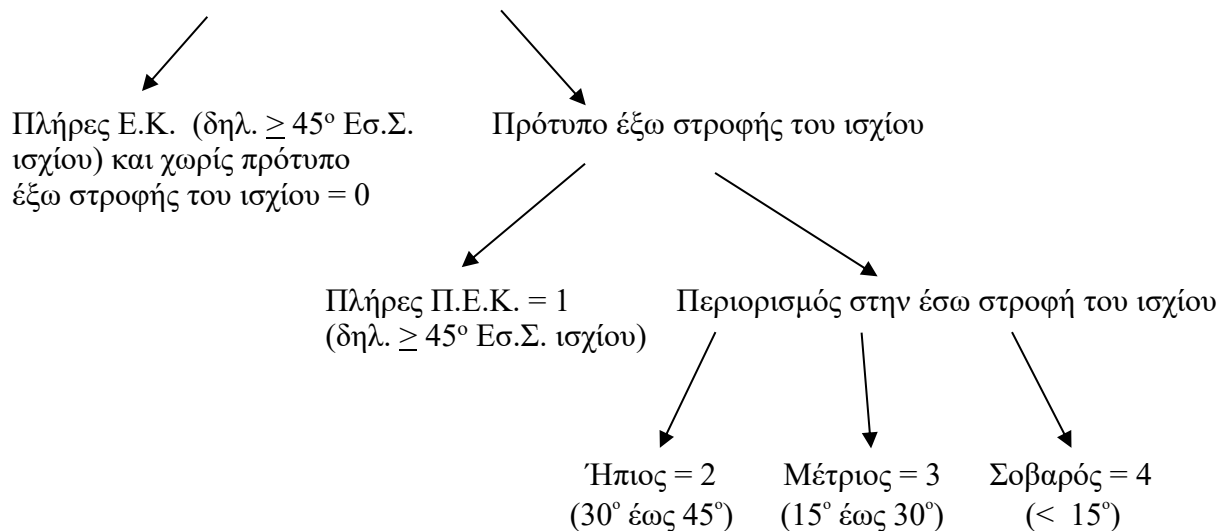 Πλήρες Ε.Κ. (δηλ. ≥ 45° Εσ.Σ.
ισχίου) και χωρίς πρότυπο
έξω στροφής του ισχίου = 0
Πρότυπο έξω στροφής του ισχίου
Πλήρες Π.Ε.Κ. = 1
(δηλ. ≥ 45° Εσ.Σ. ισχίου)
Περιορισμός στην έσω στροφή του ισχίου
Ήπιος = 2
(30° έως 45°)
Μέτριος = 3
(15° έως 30°)
Σοβαρός = 4
(< 15°)